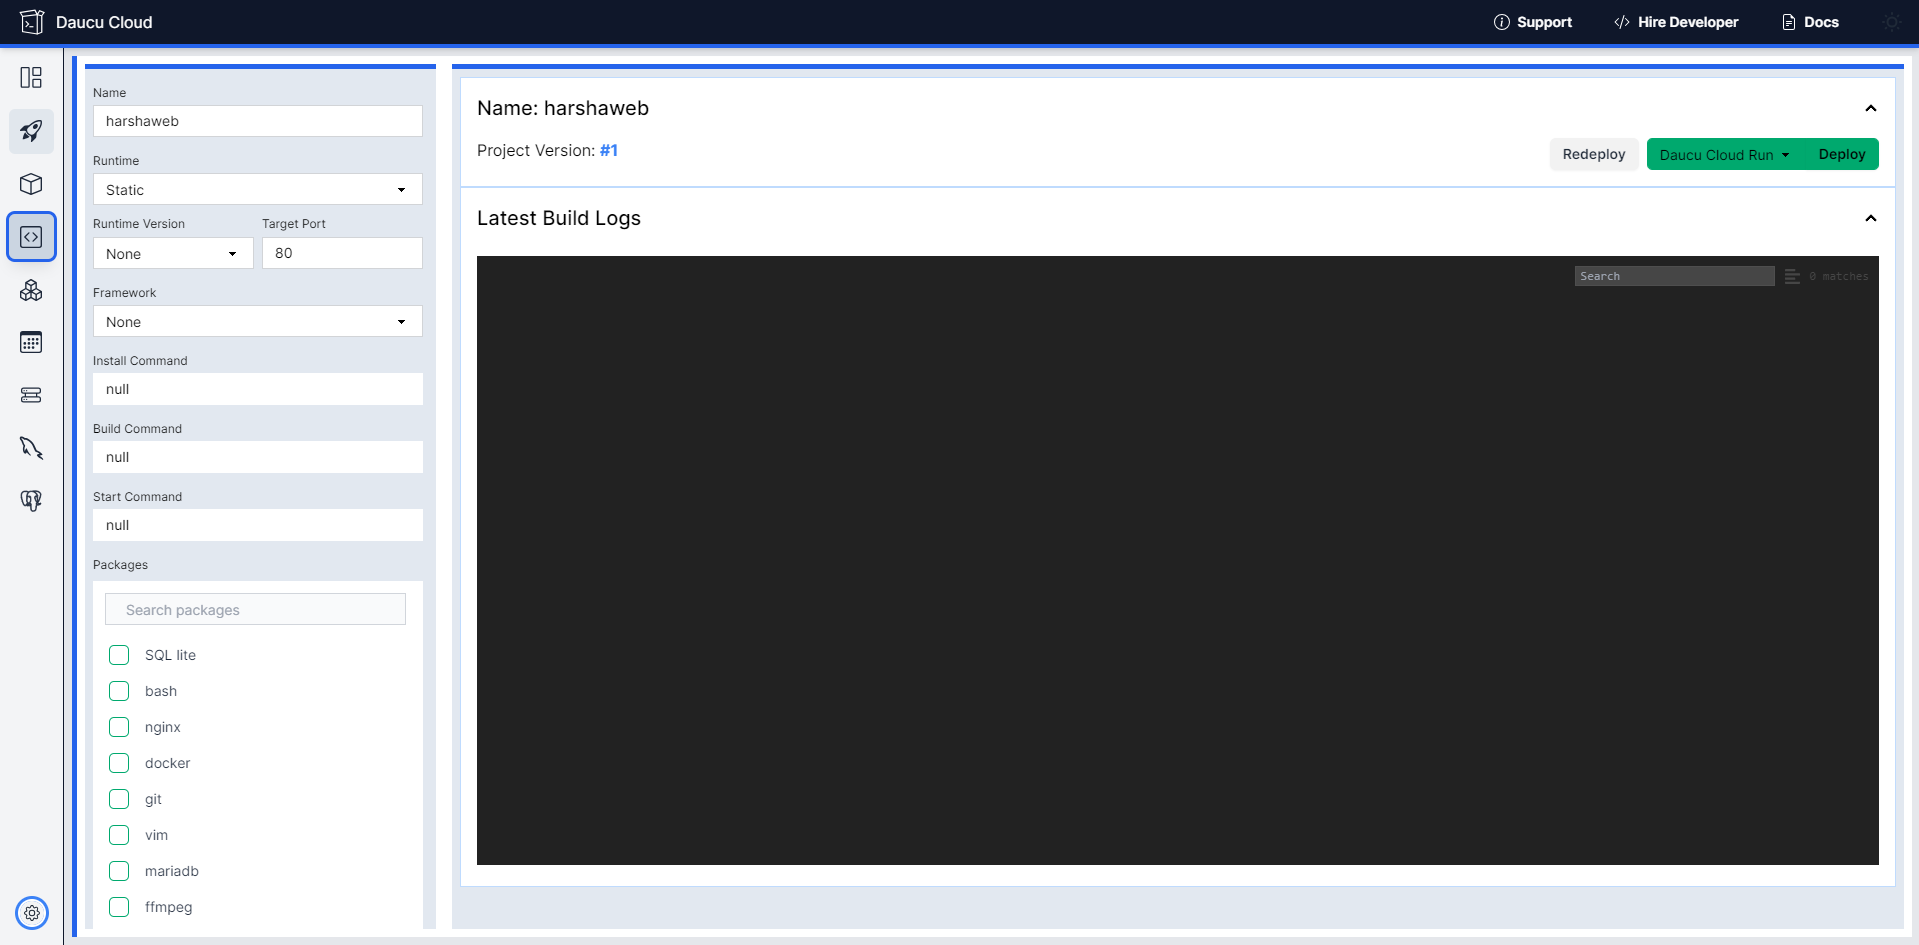 Daucu Cloud
Support
Hire Developer
Docs
Name
harshaweb
Runtime
Static
Runtime Version
Target Port
None
80
Framework
None
Install Command
null
Build Command
null
Start Command
null
Packages
Search packages
SQL lite
bash
nginx
docker
git
vim
mariadb
ffmpeg
Name: harshaweb
Project Version: #1
Redeploy
Daucu Cloud Run
Deploy
Latest Build Logs
Search
0 matches